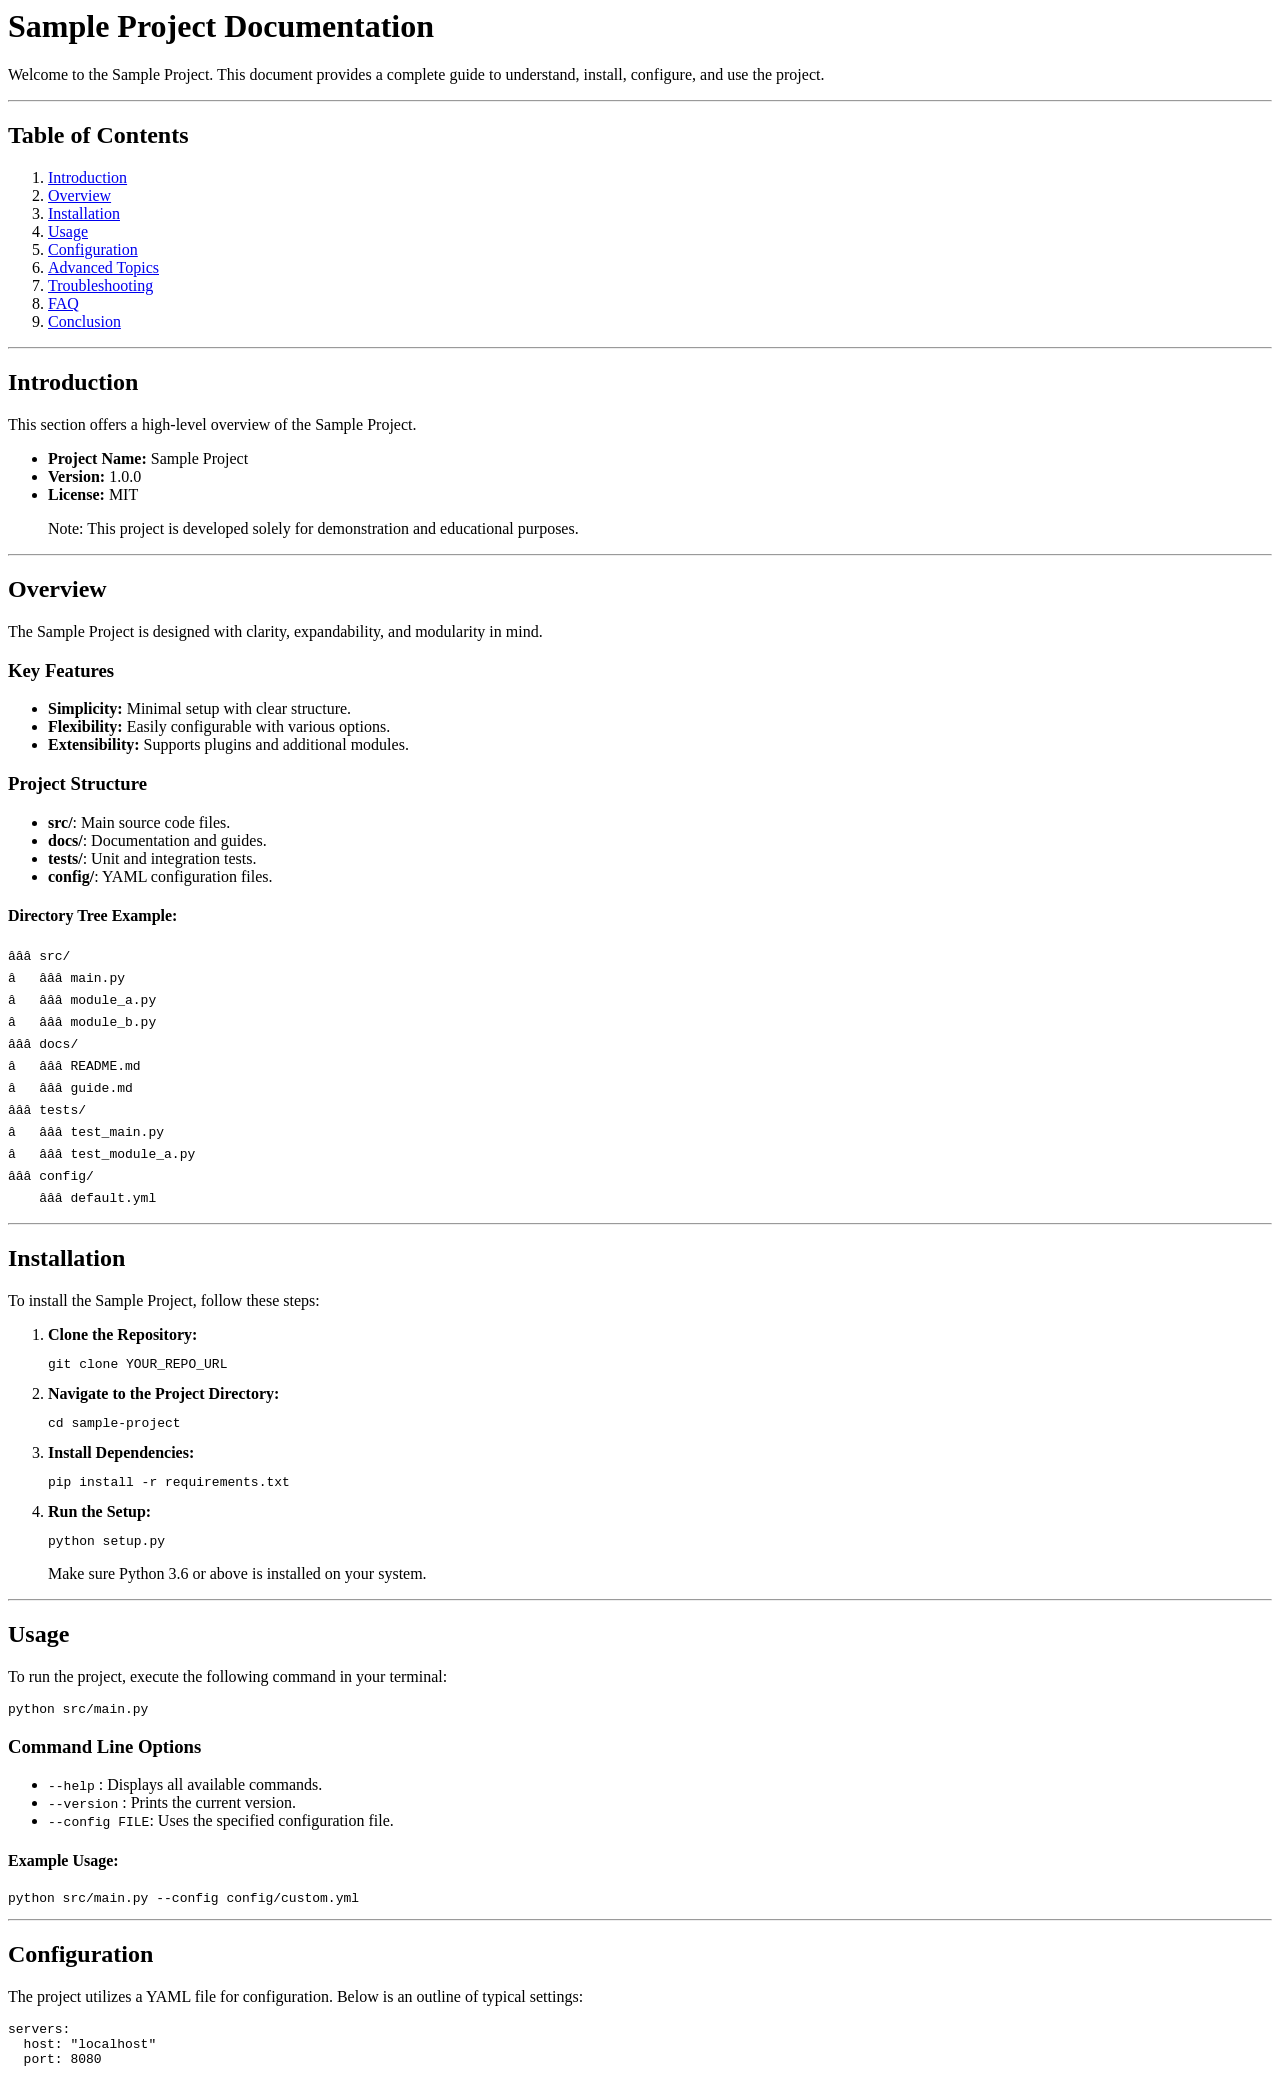 Sample Project Documentation
Welcome to the Sample Project. This document provides a complete guide to understand, install, configure, and use the project.
Table of Contents
1. Introduction
2. Overview
3. Installation
4. Usage
5. Configuration
6. Advanced Topics
7. Troubleshooting
8. FAQ
9. Conclusion
Introduction
This section offers a high-level overview of the Sample Project.
• Project Name: Sample Project
• Version: 1.0.0
• License: MIT
Note: This project is developed solely for demonstration and educational purposes.
Overview
The Sample Project is designed with clarity, expandability, and modularity in mind.
Key Features
• Simplicity: Minimal setup with clear structure.
• Flexibility: Easily configurable with various options.
• Extensibility: Supports plugins and additional modules.
Project Structure
• src/: Main source code files.
• docs/: Documentation and guides.
• tests/: Unit and integration tests.
• config/: YAML configuration files.
Directory Tree Example:
âââ src/
â   âââ main.py
â   âââ module_a.py
â   âââ module_b.py
âââ docs/
â   âââ README.md
â   âââ guide.md
âââ tests/
â   âââ test_main.py
â   âââ test_module_a.py
âââ config/
    âââ default.yml
Installation
To install the Sample Project, follow these steps:
1. Clone the Repository:
git clone YOUR_REPO_URL
2. Navigate to the Project Directory:
cd sample-project
3. Install Dependencies:
pip install -r requirements.txt
4. Run the Setup:
python setup.py
Make sure Python 3.6 or above is installed on your system.
Usage
To run the project, execute the following command in your terminal:
python src/main.py
Command Line Options
• --help : Displays all available commands.
• --version : Prints the current version.
• --config FILE: Uses the specified configuration file.
Example Usage:
python src/main.py --config config/custom.yml
Configuration
The project utilizes a YAML file for configuration. Below is an outline of typical settings:
servers:
  host: "localhost"
  port: 8080